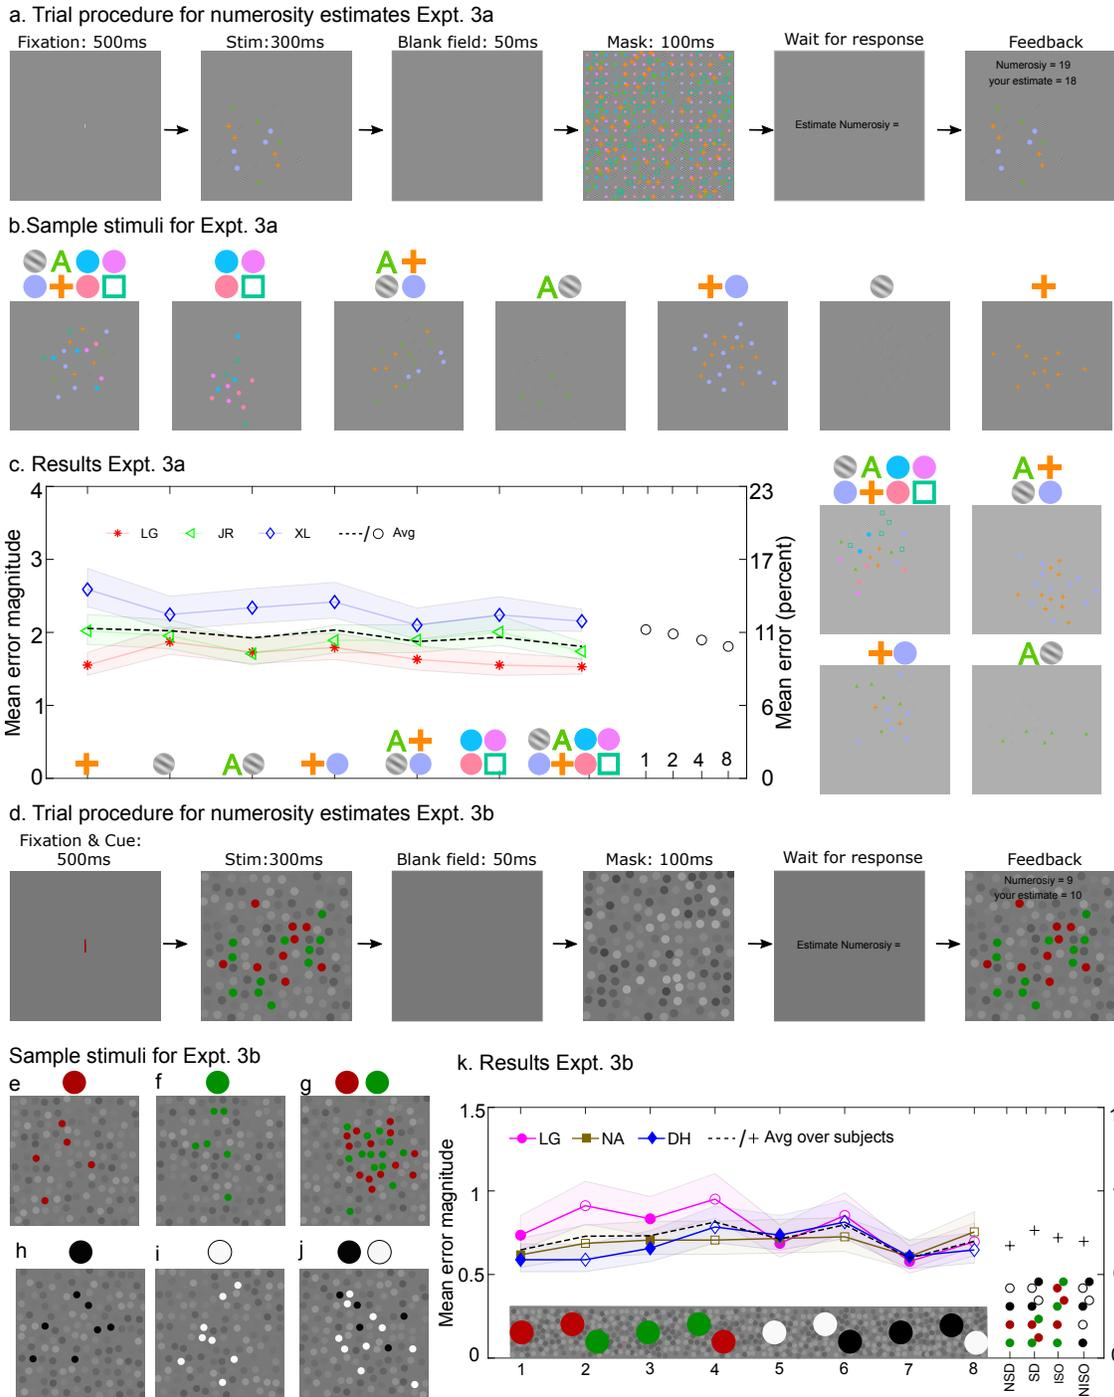 a. Trial procedure for numerosity estimates Expt. 3a
Fixation: 500ms
Stim:300ms
Blank field: 50ms
Mask: 100ms
Wait for response
Feedback
Estimate Numerosiy =
Numerosiy = 19
your estimate = 18
b.Sample stimuli for Expt. 3a
A
A
A
c. Results Expt. 3a
4
3
2
1
0
Mean error magnitude
LG
JR
XL
/
Avg
A
A
A
1 2 4 8
23
17
11
6
0
Mean error (percent)
A
A
A
d. Trial procedure for numerosity estimates Expt. 3b
Fixation & Cue:
500ms
Stim:300ms
Blank field: 50ms
Mask: 100ms
Wait for response
Feedback
Estimate Numerosiy =
Numerosiy = 9
your estimate = 10
Sample stimuli for Expt. 3b
e
f
g
h
i
j
k. Results Expt. 3b
1.5
1
0.5
0
Mean error magnitude
LG
NA
DH
/+ Avg over subjects
1 2 3 4 5 6 7 8
NSD
SD
ISO
NISO